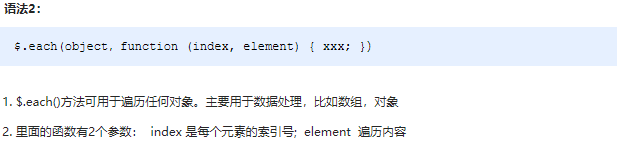 语法2：
$.each(object, function (index, element) { xxx; })
1. $.each()方法可用于遍历任何对象。主要用于数据处理，比如数组，对象
2. 里面的函数有2个参数： index 是每个元素的索引号; element 遍历内容